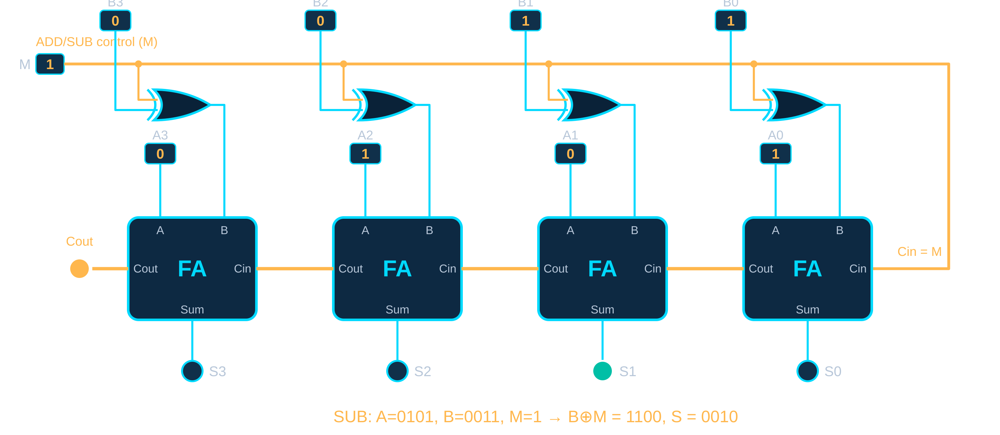 B3 B2 B1 B0
0 0 1 1
ADD/SUB control (M)
M 1
A3 A2 A1 A0
0 1 0 1
A B A B A B A B
Cout
Cin = M
Cout FA Cin Cout FA Cin Cout FA Cin Cout FA Cin
Sum Sum Sum Sum
S3 S2 S1 S0
SUB: A=0101, B=0011, M=1 → B⊕M = 1100, S = 0010